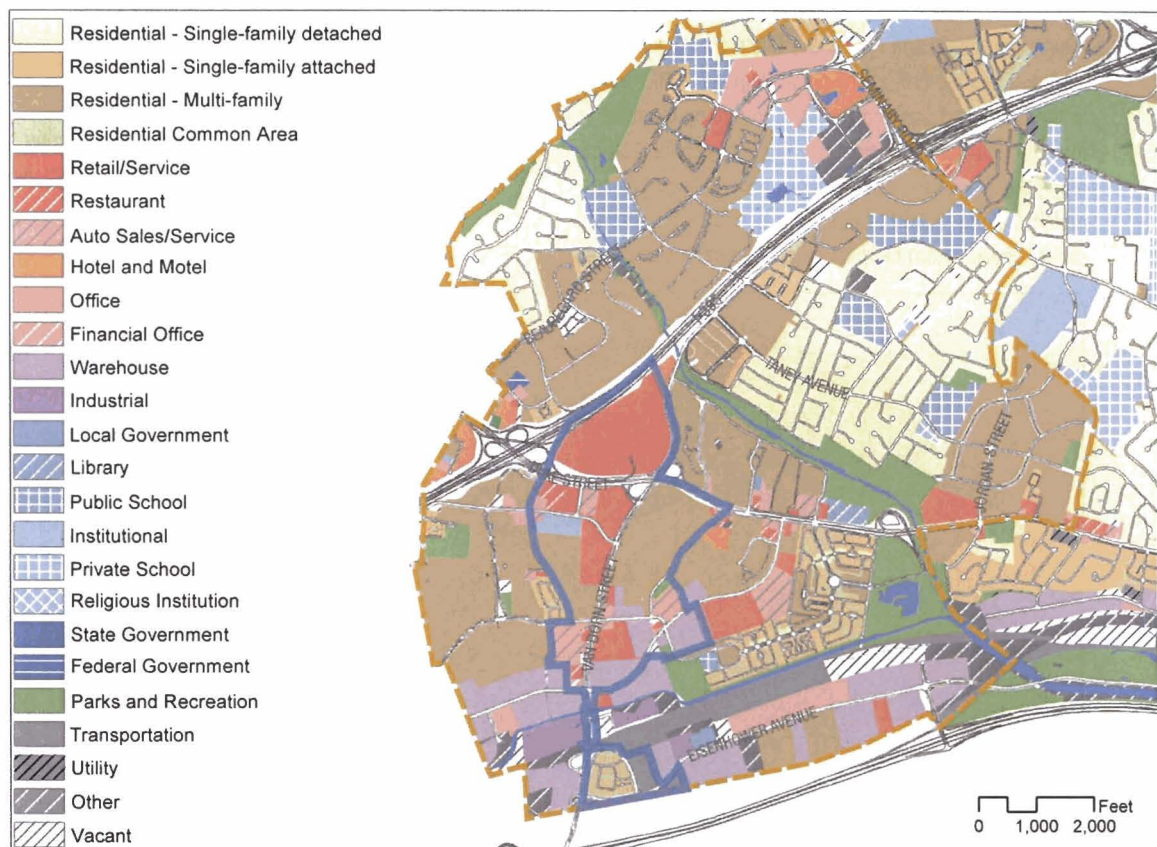 Residential - Single-family detached
Residential - Single-family attached
Residential - Multi-family
Residential Common Area
Retail/Service
Restaurant
Auto Sales/Service
Hotel and Motel
Office
Financial Office
Warehouse
Industrial
Local Government
Library
Public School
Institutional
Private School
Religious Institution
State Government
Federal Government
Parks and Recreation
Transportation
Utility
Other
Vacant
BEAUREGARD STREET
TANEY AVENUE
JORDAN STREET
STREET
VAN DORN STREET
EISENHOWER AVENUE
Feet
0 1,000 2,000